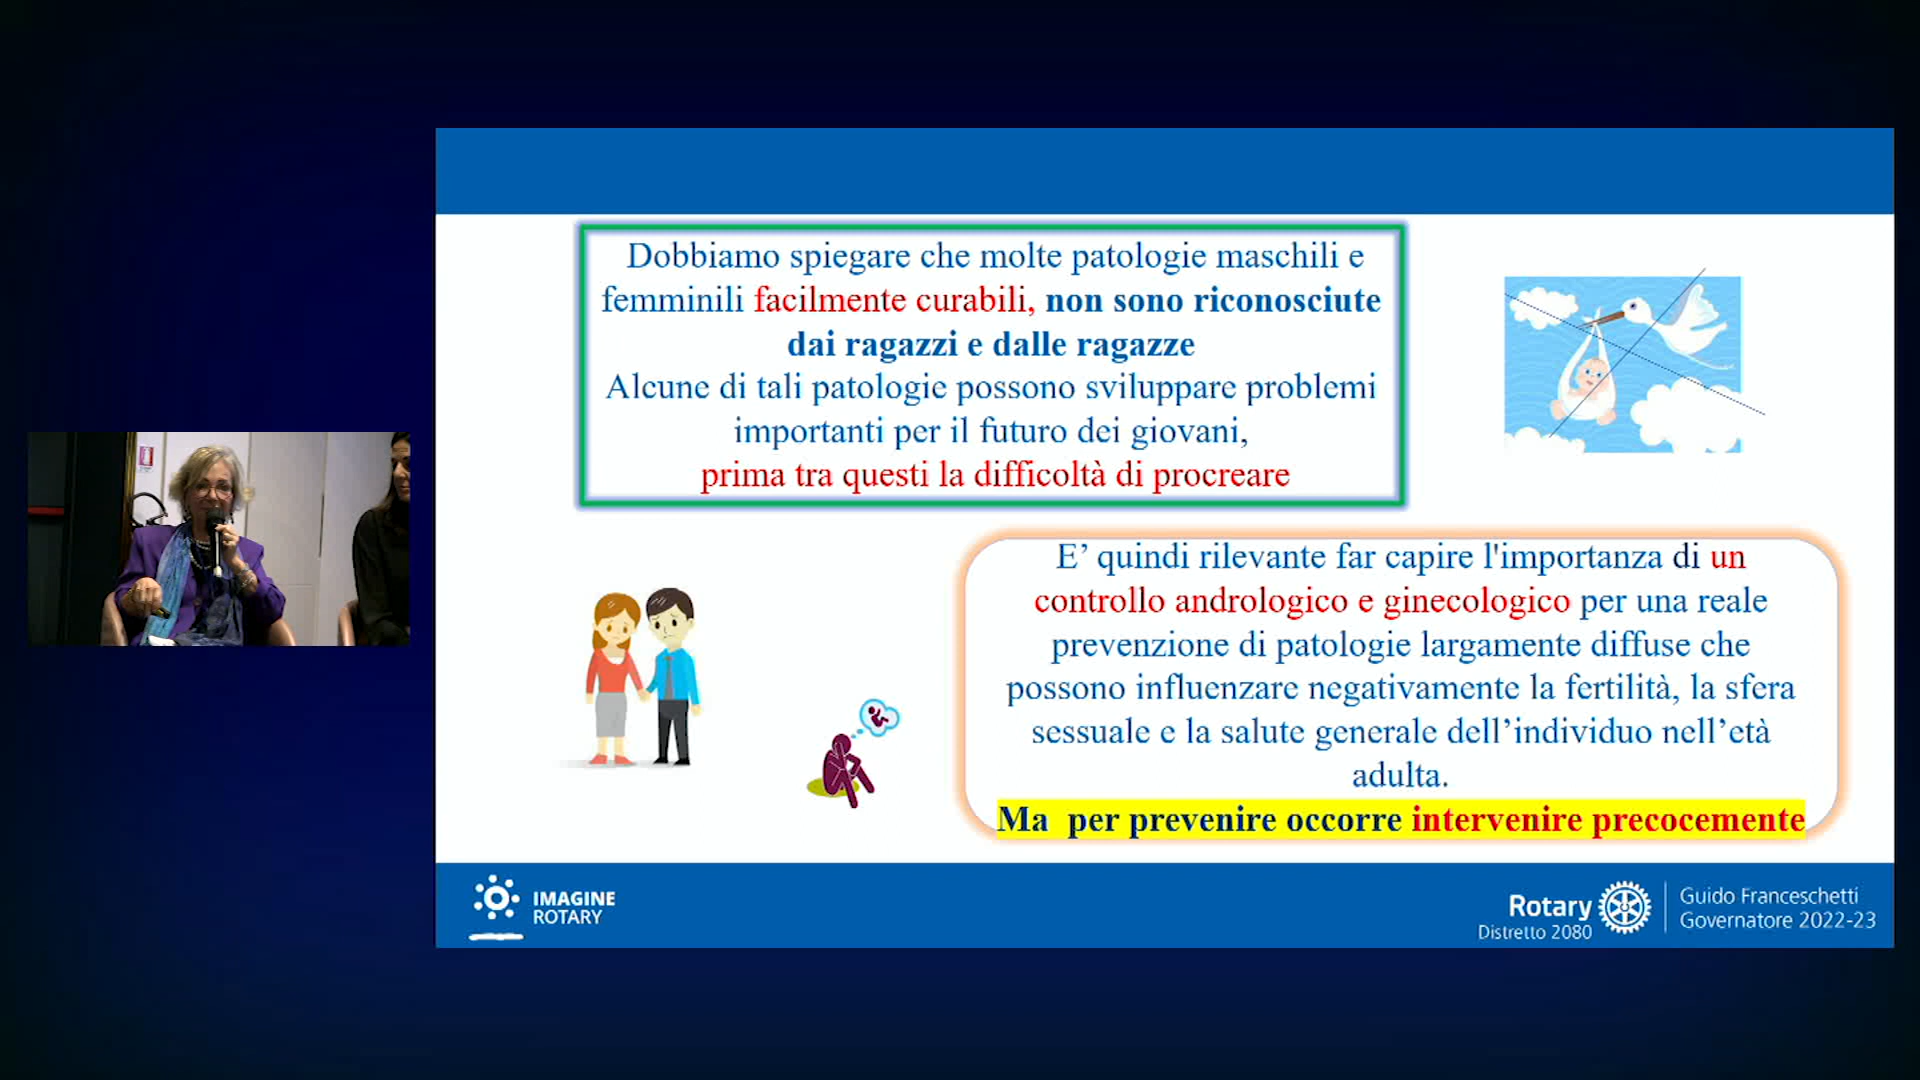 Dobbiamo spiegare che molte patologie maschili e
femminili facilmente curabili, non sono riconosciute
dai ragazzi e dalle ragazze
Alcune di tali patologie possono sviluppare problemi
importanti per il futuro dei giovani,
prima tra questi la difficoltà di procreare
E’ quindi rilevante far capire l'importanza di un
controllo andrologico e ginecologico per una reale
prevenzione di patologie largamente diffuse che
possono influenzare negativamente la fertilità, la sfera
sessuale e la salute generale dell’individuo nell’età
adulta.
Ma per prevenire occorre intervenire precocemente
IMAGINE
ROTARY
Rotary
Distretto 2080
Guido Franceschetti
Governatore 2022-23